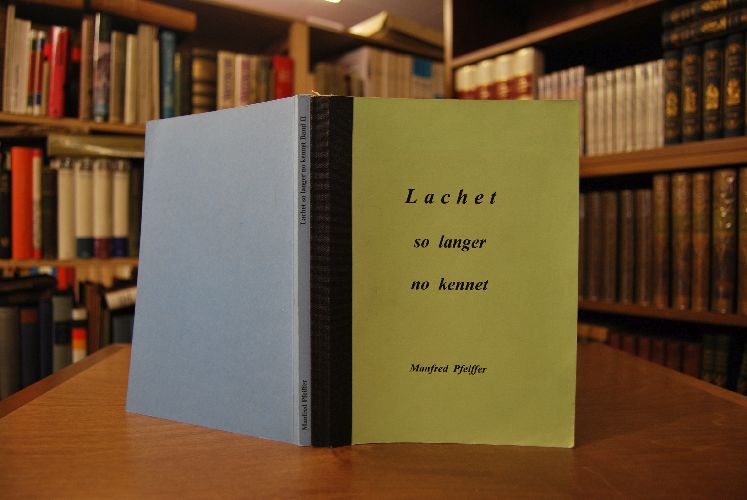 Lachet
so langer
no kennet
Manfred Pfeiffer
Manfred Pfeiffer Lachet so langer no kennet Band II